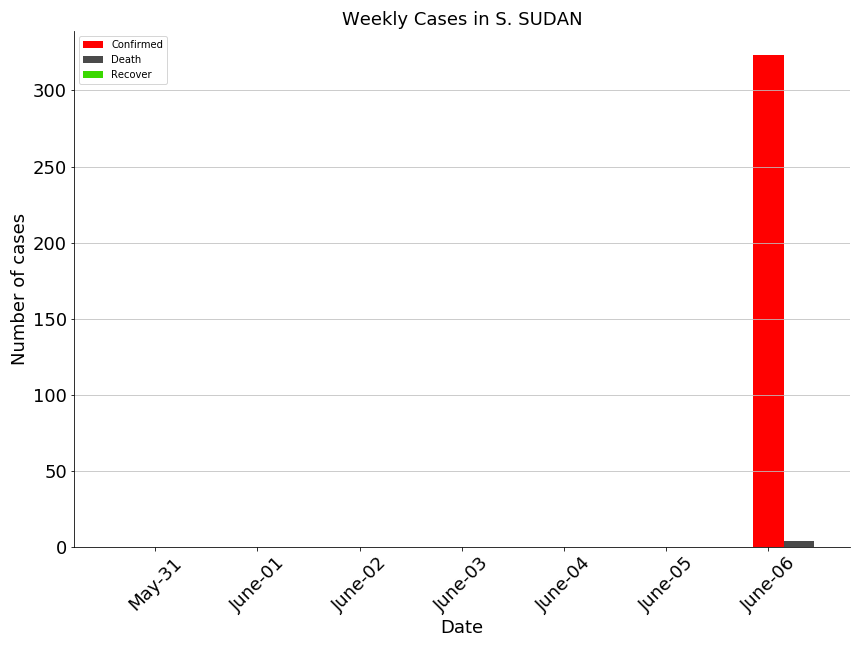 Weekly Cases in S. SUDAN
Confirmed
Death
Recover
Number of cases
300
250
200
150
100
50
0
May-31
June-01
June-02
June-03
June-04
June-05
June-06
Date